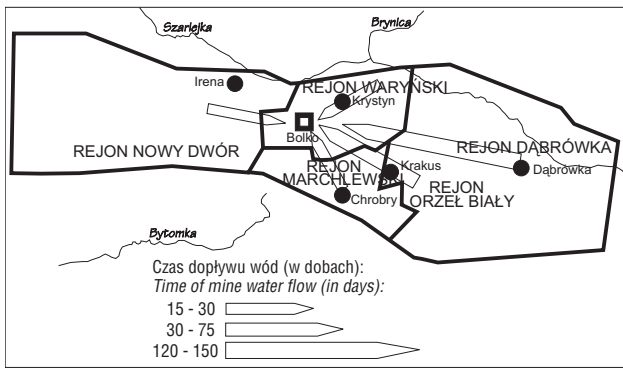 Szarlejka
Brynica
Irena
REJON WARYŃSKI
Krystyn
Bolko
REJON NOWY DWÓR
REJON DĄBRÓWKA
REJON
MARCHLEWSKI
Krakus
Dąbrówka
REJON
ORZEŁ BIAŁY
Chrobry
Bytomka
Czas dopływu wód (w dobach):
Time of mine water flow (in days):
15 - 30
30 - 75
120 - 150